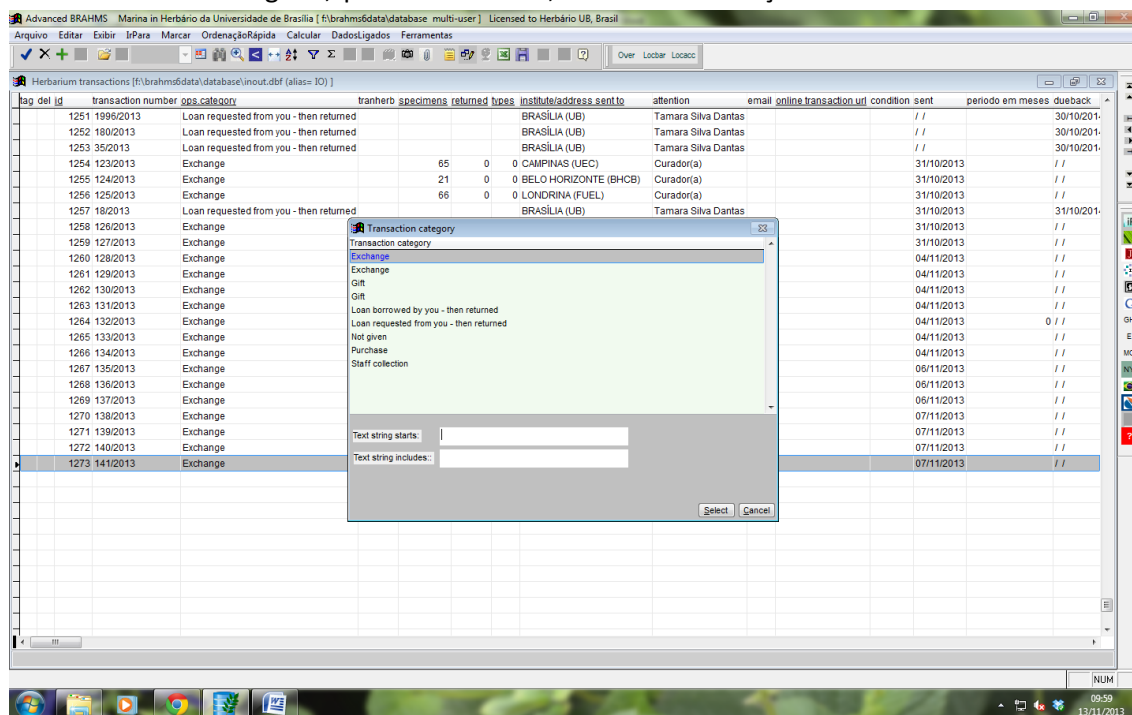 Advanced BRAHMS Marina in Herbário da Universidade de Brasília [ f:\brahms6data\database multi-user ] Licensed to Herbário UB, Brasil
Arquivo Editar Exibir IrPara Marcar OrdenaçãoRápida Calcular DadosLigados Ferramentas
Over Locbar Locacc
Herbarium transactions [f:\brahms6data\database\inout.dbf (alias= IO) ]
tag del id transaction number ops.category tranherb specimens returned types institute/address sent to attention email online transaction url condition sent periodo em meses dueback
1251 1996/2013 Loan requested from you - then returned BRASÍLIA (UB) Tamara Silva Dantas / / 30/10/201
1252 180/2013 Loan requested from you - then returned BRASÍLIA (UB) Tamara Silva Dantas / / 30/10/201
1253 35/2013 Loan requested from you - then returned BRASÍLIA (UB) Tamara Silva Dantas / / 30/10/201
1254 123/2013 Exchange 65 0 0 CAMPINAS (UEC) Curador(a) 31/10/2013 / /
1255 124/2013 Exchange 21 0 0 BELO HORIZONTE (BHCB) Curador(a) 31/10/2013 / /
1256 125/2013 Exchange 66 0 0 LONDRINA (FUEL) Curador(a) 31/10/2013 / /
1257 18/2013 Loan requested from you - then returned BRASÍLIA (UB) Tamara Silva Dantas 31/10/2013 31/10/201
1258 126/2013 Exchange 31/10/2013 / /
1259 127/2013 Exchange 31/10/2013 / /
1260 128/2013 Exchange 04/11/2013 / /
1261 129/2013 Exchange 04/11/2013 / /
1262 130/2013 Exchange 04/11/2013 / /
1263 131/2013 Exchange 04/11/2013 / /
1264 132/2013 Exchange 04/11/2013 0 / /
1265 133/2013 Exchange 04/11/2013 / /
1266 134/2013 Exchange 04/11/2013 / /
1267 135/2013 Exchange 06/11/2013 / /
1268 136/2013 Exchange 06/11/2013 / /
1269 137/2013 Exchange 06/11/2013 / /
1270 138/2013 Exchange 07/11/2013 / /
1271 139/2013 Exchange 07/11/2013 / /
1272 140/2013 Exchange 07/11/2013 / /
1273 141/2013 Exchange 07/11/2013 / /
Transaction category
Transaction category
Exchange
Exchange
Gift
Gift
Loan borrowed by you - then returned
Loan requested from you - then returned
Not given
Purchase
Staff collection
Text string starts:
Text string includes::
Select Cancel
NUM
09:59
13/11/2013